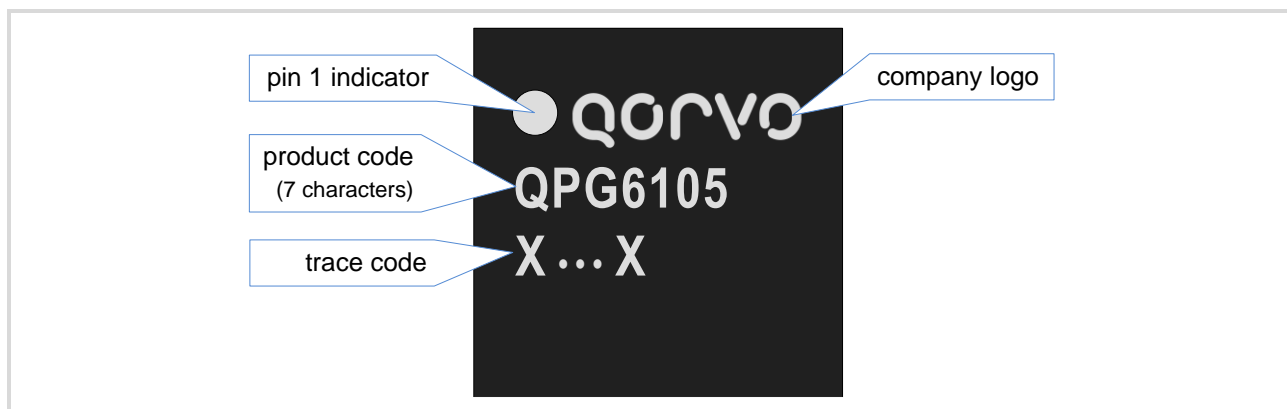 pin 1 indicator
company logo
QORVO
product code
(7 characters)
QPG6105
trace code
X ... X